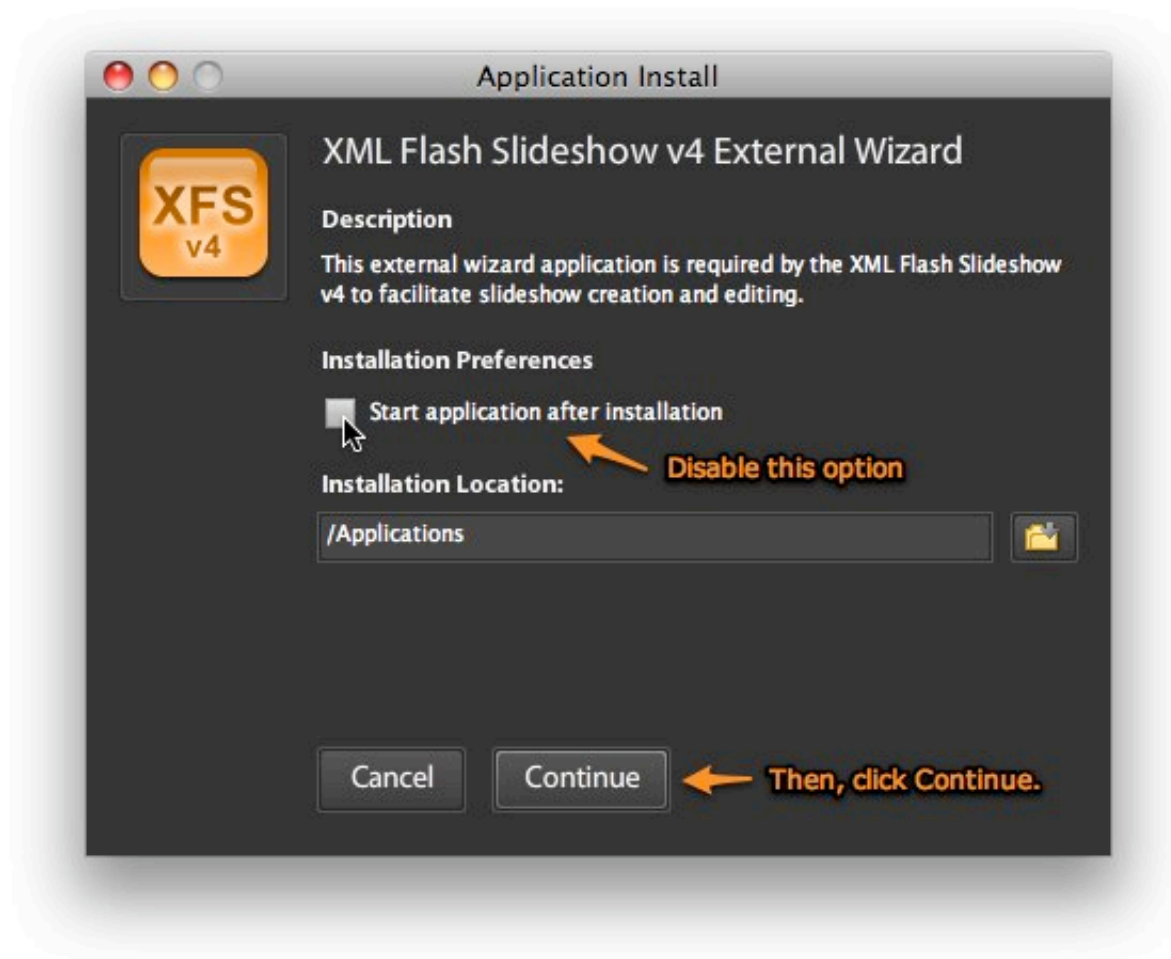 Application Install
XFS
v4
XML Flash Slideshow v4 External Wizard
Description
This external wizard application is required by the XML Flash Slideshow
v4 to facilitate slideshow creation and editing.
Installation Preferences
Start application after installation
Disable this option
Installation Location:
/Applications
Cancel
Continue
Then, click Continue.